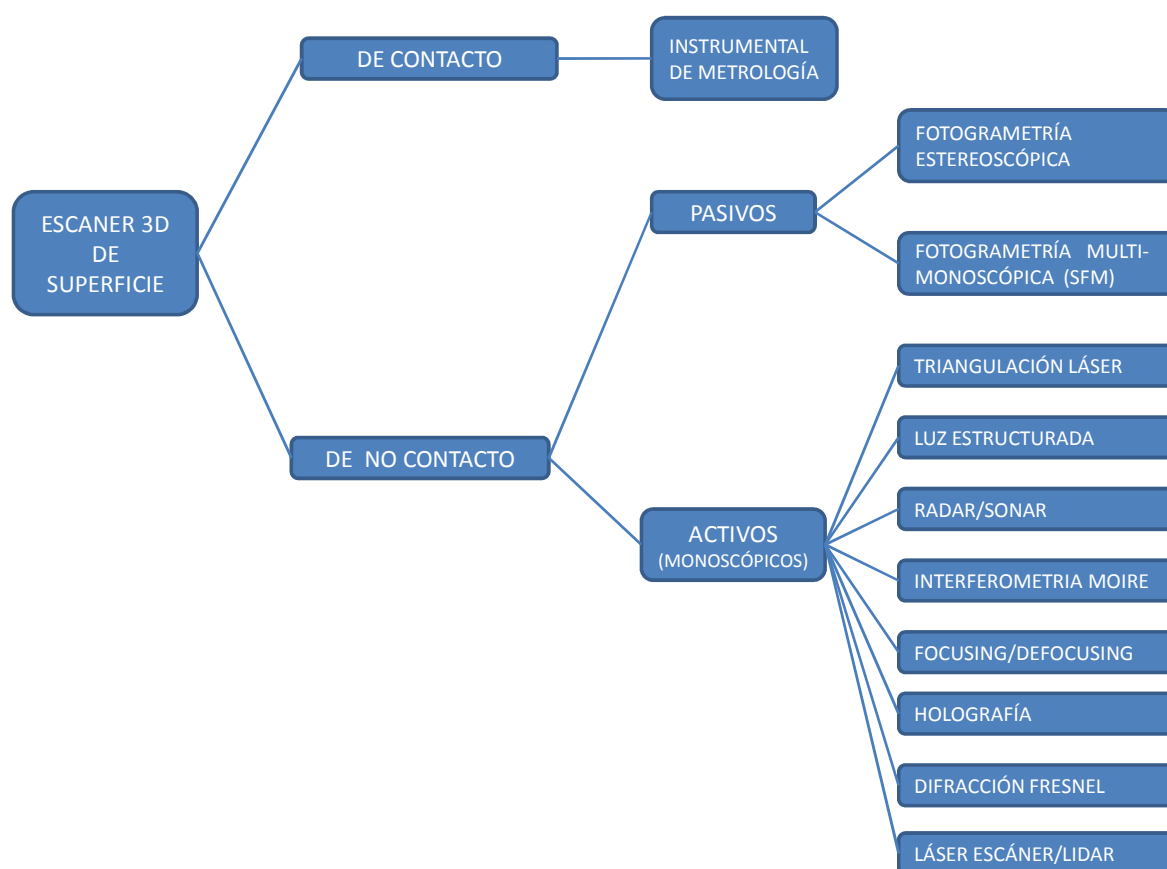 ESCANER 3D
DE
SUPERFICIE
DE CONTACTO
INSTRUMENTAL
DE METROLOGÍA
DE NO CONTACTO
PASIVOS
FOTOGRAMETRÍA
ESTEREOSCÓPICA
FOTOGRAMETRÍA MULTI-
MONOSCÓPICA (SFM)
ACTIVOS
(MONOSCÓPICOS)
TRIANGULACIÓN LÁSER
LUZ ESTRUCTURADA
RADAR/SONAR
INTERFEROMETRIA MOIRE
FOCUSING/DEFOCUSING
HOLOGRAFÍA
DIFRACCIÓN FRESNEL
LÁSER ESCÁNER/LIDAR